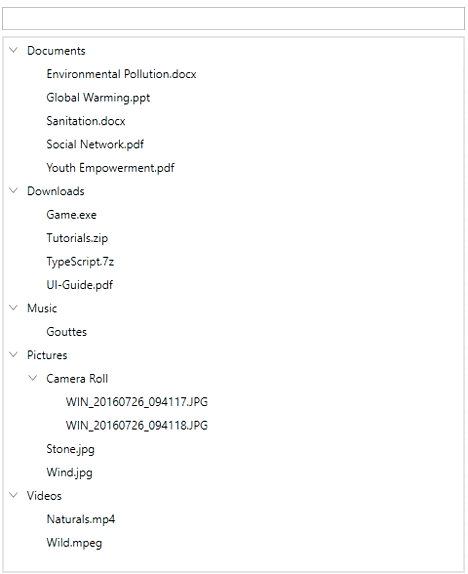 Documents
Environmental Pollution.docx
Global Warming.ppt
Sanitation.docx
Social Network.pdf
Youth Empowerment.pdf
Downloads
Game.exe
Tutorials.zip
TypeScript.7z
UI-Guide.pdf
Music
Gouttes
Pictures
Camera Roll
WIN_20160726_094117.JPG
WIN_20160726_094118.JPG
Stone.jpg
Wind.jpg
Videos
Naturals.mp4
Wild.mpeg